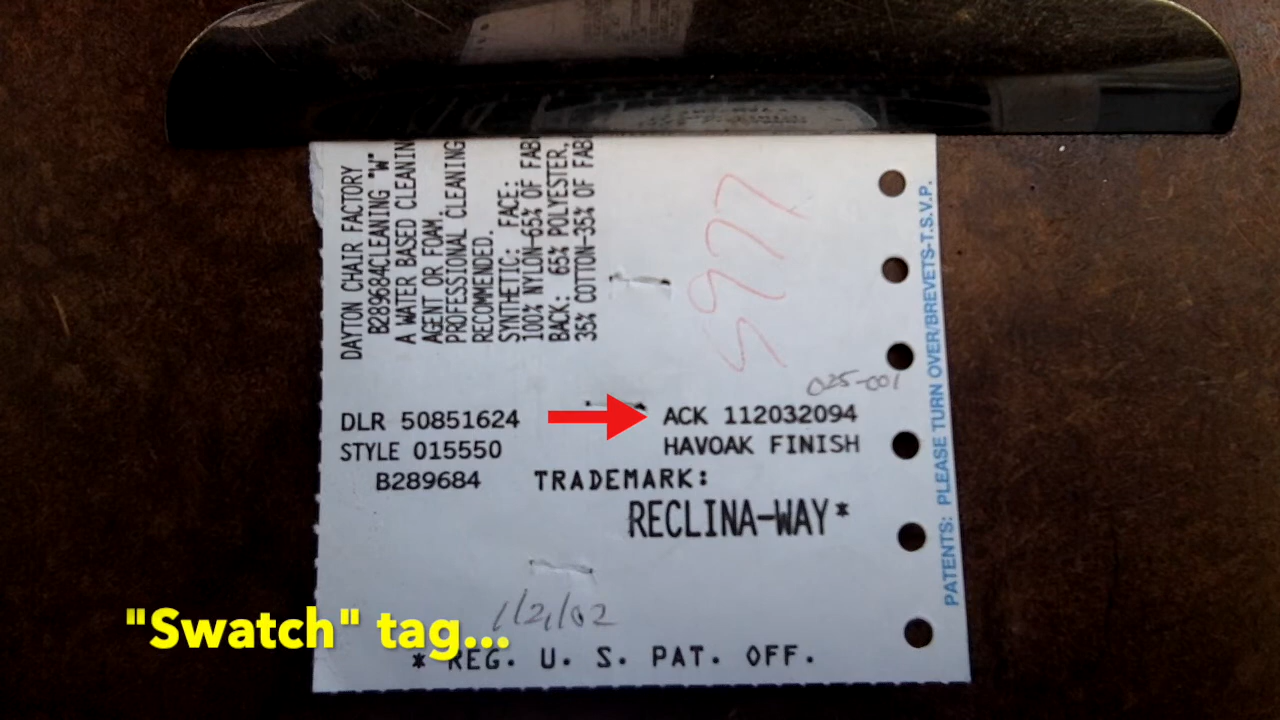 DAYTON CHAIR FACTORY
B289684CLEANING "W"
A WATER BASED CLEANIN
AGENT OR FOAM.
PROFESSIONAL CLEANING
RECOMMENDED.
SYNTHETIC: FACE:
100% NYLON-65% OF FAB
BACK: 65% POLYESTER,
35% COTTON-35% OF FAB
5977
025-001
DLR 50851624
ACK 112032094
STYLE 015550
HAVOAK FINISH
B289684
TRADEMARK:
RECLINA-WAY*
1/21/02
* REG. U. S. PAT. OFF.
PATENTS: PLEASE TURN OVER/BREVETS-T.S.V.P.
"Swatch" tag...